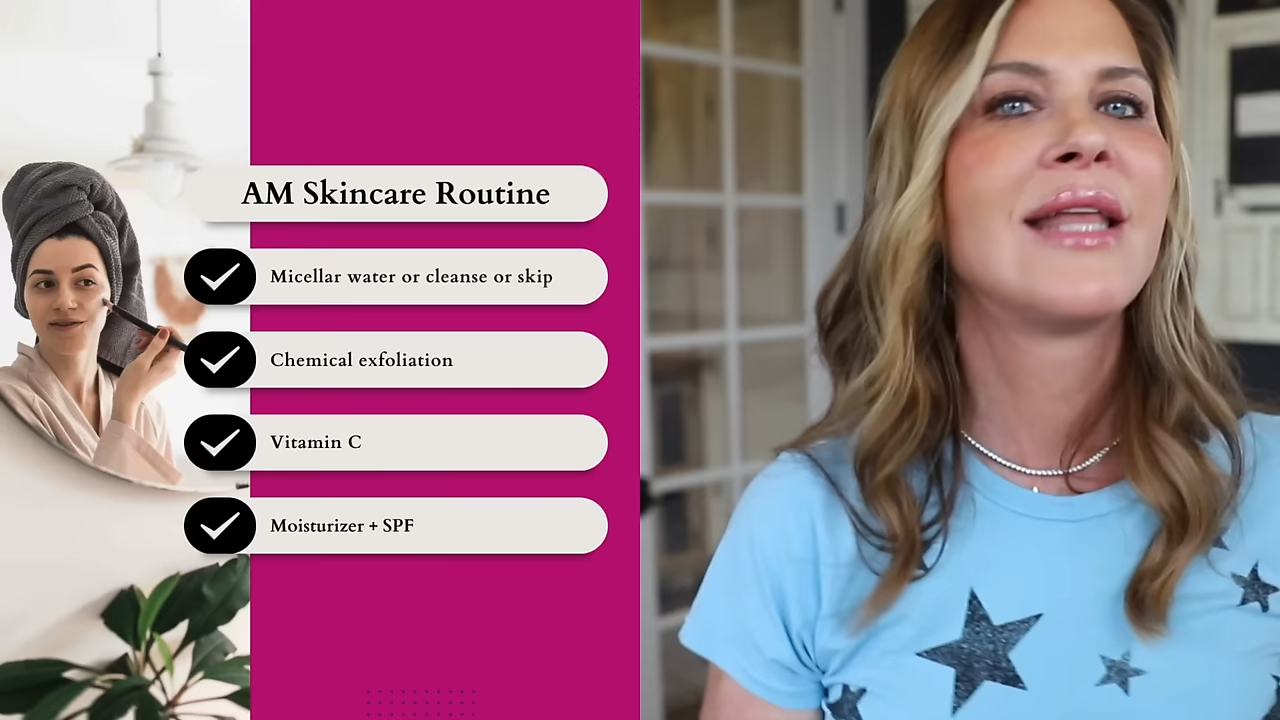 AM Skincare Routine
Micellar water or cleanse or skip
Chemical exfoliation
Vitamin C
Moisturizer + SPF